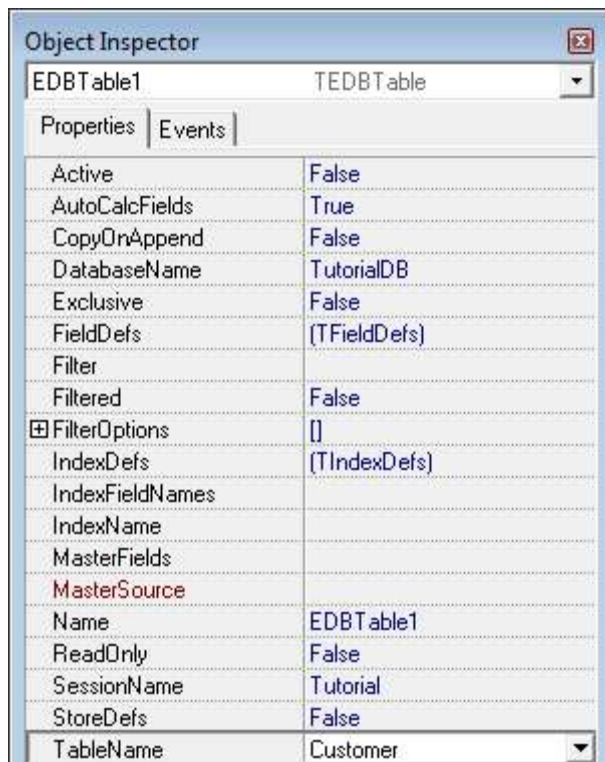 Object Inspector
EDBTable1 TEDBTable
Properties Events
Active False
AutoCalcFields True
CopyOnAppend False
DatabaseName TutorialDB
Exclusive False
FieldDefs (TFieldDefs)
Filter
Filtered False
FilterOptions []
IndexDefs (TIndexDefs)
IndexFieldNames
IndexName
MasterFields
MasterSource
Name EDBTable1
ReadOnly False
SessionName Tutorial
StoreDefs False
TableName Customer